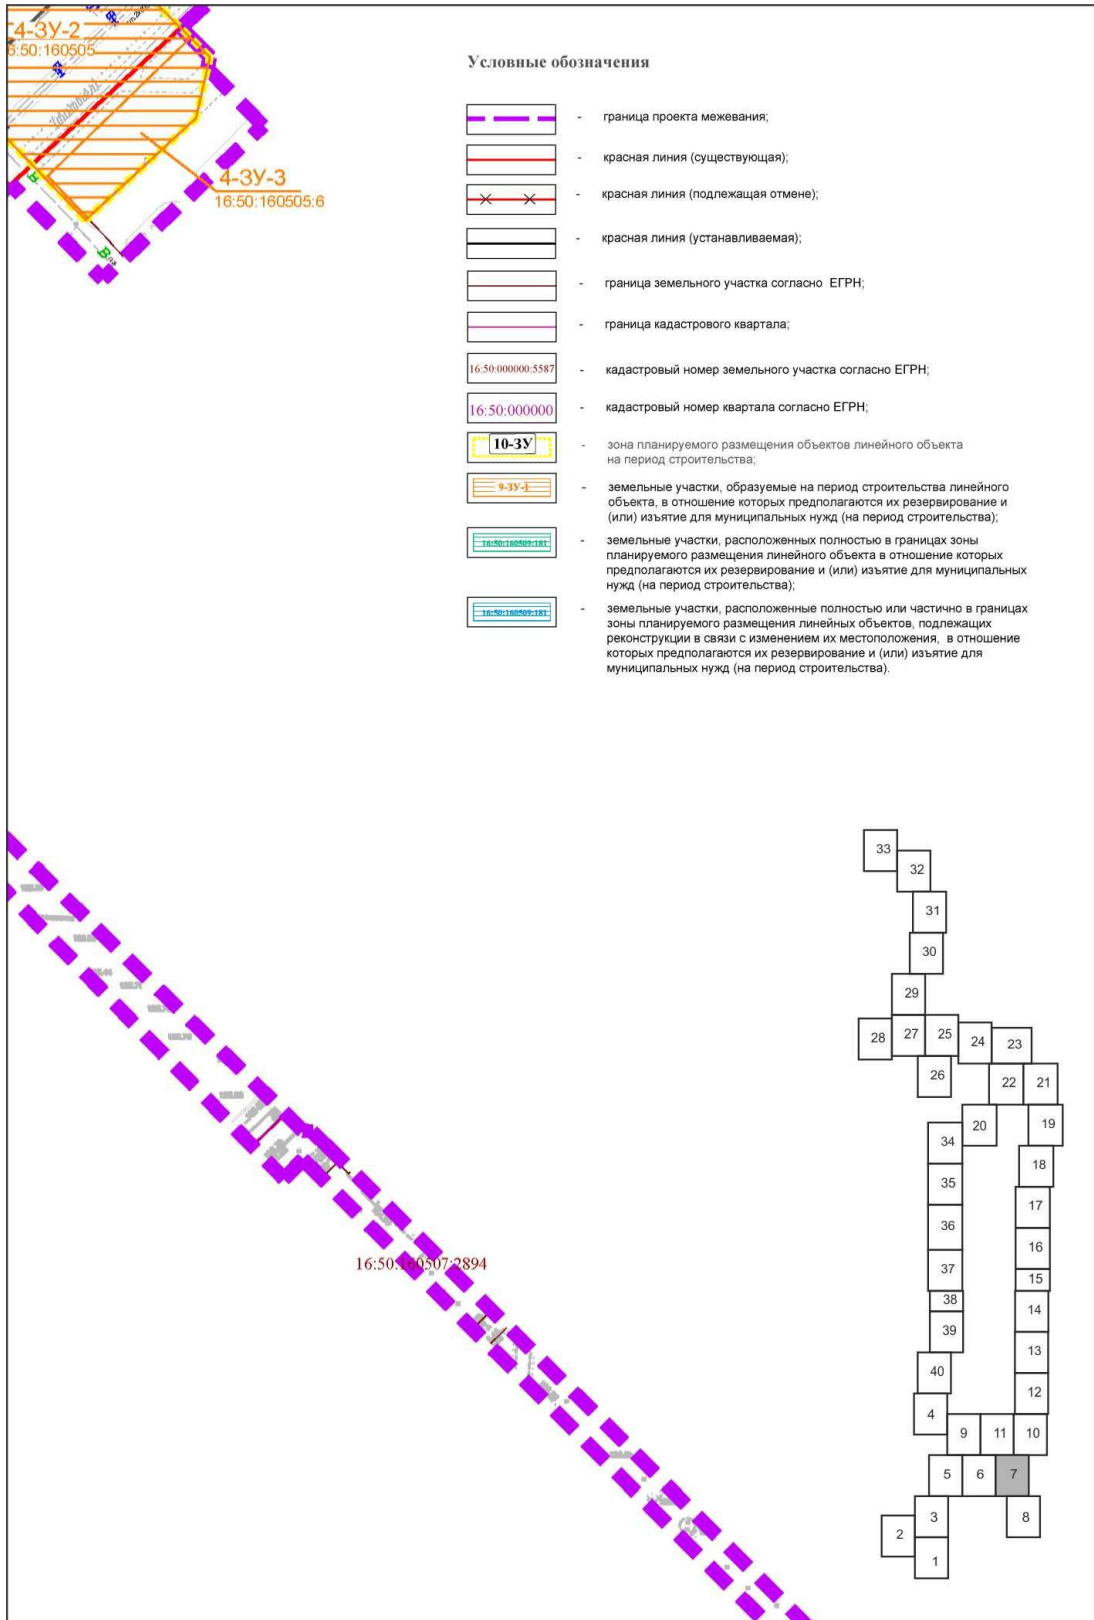 4-ЗУ-2
:50:160505
4-ЗУ-3
16:50:160505:6
Условные обозначения
- граница проекта межевания;
- красная линия (существующая);
- красная линия (подлежащая отмене);
- красная линия (устанавливаемая);
- граница земельного участка согласно ЕГРН;
- граница кадастрового квартала;
16:50:000000:5587 - кадастровый номер земельного участка согласно ЕГРН;
16:50:000000 - кадастровый номер квартала согласно ЕГРН;
10-ЗУ - зона планируемого размещения объектов линейного объекта
на период строительства;
9-ЗУ-1 - земельные участки, образуемые на период строительства линейного
объекта, в отношение которых предполагаются их резервирование и
(или) изъятие для муниципальных нужд (на период строительства);
16:50:160509:181 - земельные участки, расположенных полностью в границах зоны
планируемого размещения линейного объекта в отношение которых
предполагаются их резервирование и (или) изъятие для муниципальных
нужд (на период строительства);
16:50:160509:181 - земельные участки, расположенные полностью или частично в границах
зоны планируемого размещения линейных объектов, подлежащих
реконструкции в связи с изменением их местоположения, в отношение
которых предполагаются их резервирование и (или) изъятие для
муниципальных нужд (на период строительства).
16:50:160507:2894
33
32
31
30
29
28 27 25 24 23
26 22 21
20 19
34
18
35
17
36
16
37 15
38 14
39 13
40 12
4
9 11 10
5 6 7
3 8
2
1